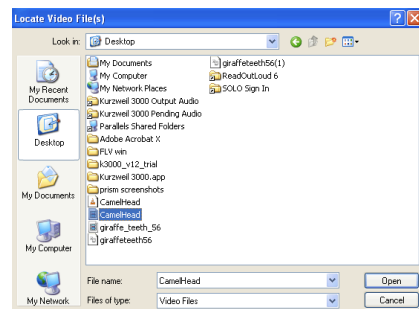 Locate Video File(s)
Look in:
Desktop
My Recent
Documents
Desktop
My Documents
My Computer
My Network
My Documents
My Computer
My Network Places
Kurzweil 3000 Output Audio
Kurzweil 3000 Pending Audio
Parallels Shared Folders
Adobe Acrobat X
FLV win
k3000_v12_trial
Kurzweil 3000.app
prism screenshots
CamelHead
CamelHead
giraffe_teeth_56
giraffeteeth56
giraffeteeth56(1)
ReadOutLoud 6
SOLO Sign In
File name:
CamelHead
Open
Files of type:
Video Files
Cancel